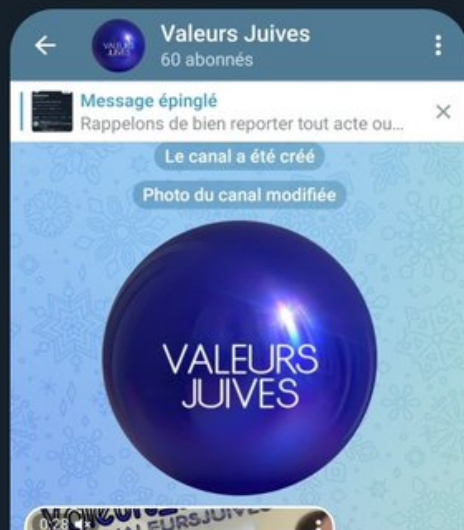 Valeurs Juives
60 abonnés
Message épinglé
Rappelons de bien reporter tout acte ou...
Le canal a été créé
Photo du canal modifiée
VALEURS
JUIVES
0:28
VALEURSJUIVES